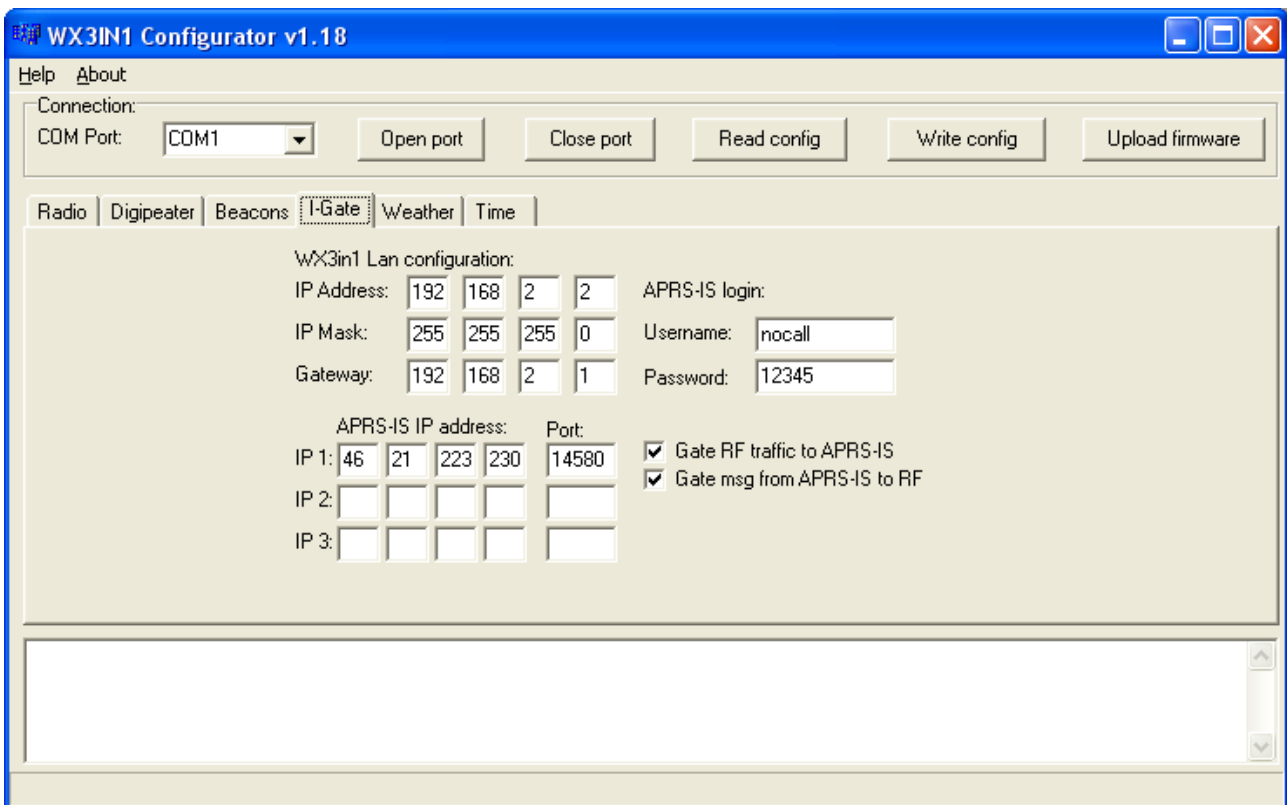 WX3IN1 Configurator v1.18
Help About
Connection:
COM Port: COM1 Open port Close port Read config Write config Upload firmware
Radio Digipeater Beacons I-Gate Weather Time
WX3in1 Lan configuration:
IP Address: 192 168 2 2 APRS-IS login:
IP Mask: 255 255 255 0 Username: nocall
Gateway: 192 168 2 1 Password: 12345
APRS-IS IP address: Port:
IP 1: 46 21 223 230 14580 Gate RF traffic to APRS-IS
Gate msg from APRS-IS to RF
IP 2:
IP 3: